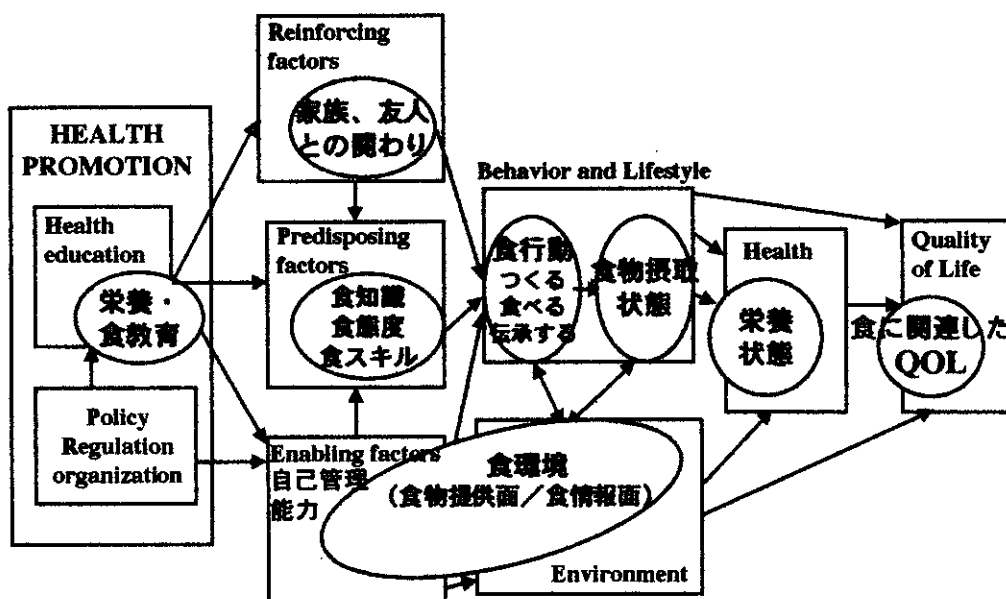 HEALTH
PROMOTION
Health
education
栄養・
食教育
Policy
Regulation
organization
Reinforcing
factors
家族、友人
との関わり
Predisposing
factors
食知識
食態度
食スキル
Enabling factors
自己管理
能力
食環境
（食物提供面／食情報面）
Environment
Behavior and Lifestyle
食行動
つくる
食べる
伝承する
食物摂取
状態
Health
栄養
状態
Quality
of Life
食に関連した
QOL